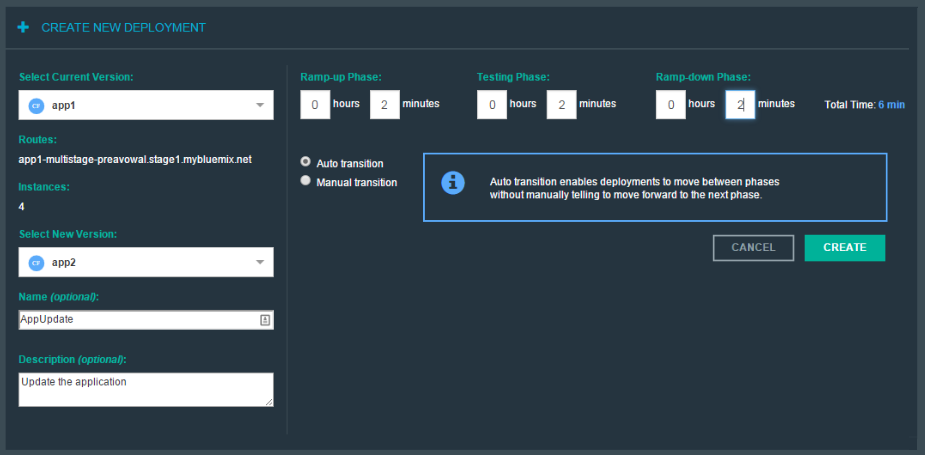 CREATE NEW DEPLOYMENT
Select Current Version:
CF app1
Routes:
app1-multistage-preavowal.stage1.mybluemix.net
Instances:
4
Select New Version:
CF app2
Name (optional):
AppUpdate
Description (optional):
Update the application
Ramp-up Phase: Testing Phase: Ramp-down Phase:
0 hours 2 minutes 0 hours 2 minutes 0 hours 2 minutes Total Time: 6 min
Auto transition
Manual transition
Auto transition enables deployments to move between phases
without manually telling to move forward to the next phase.
CANCEL CREATE